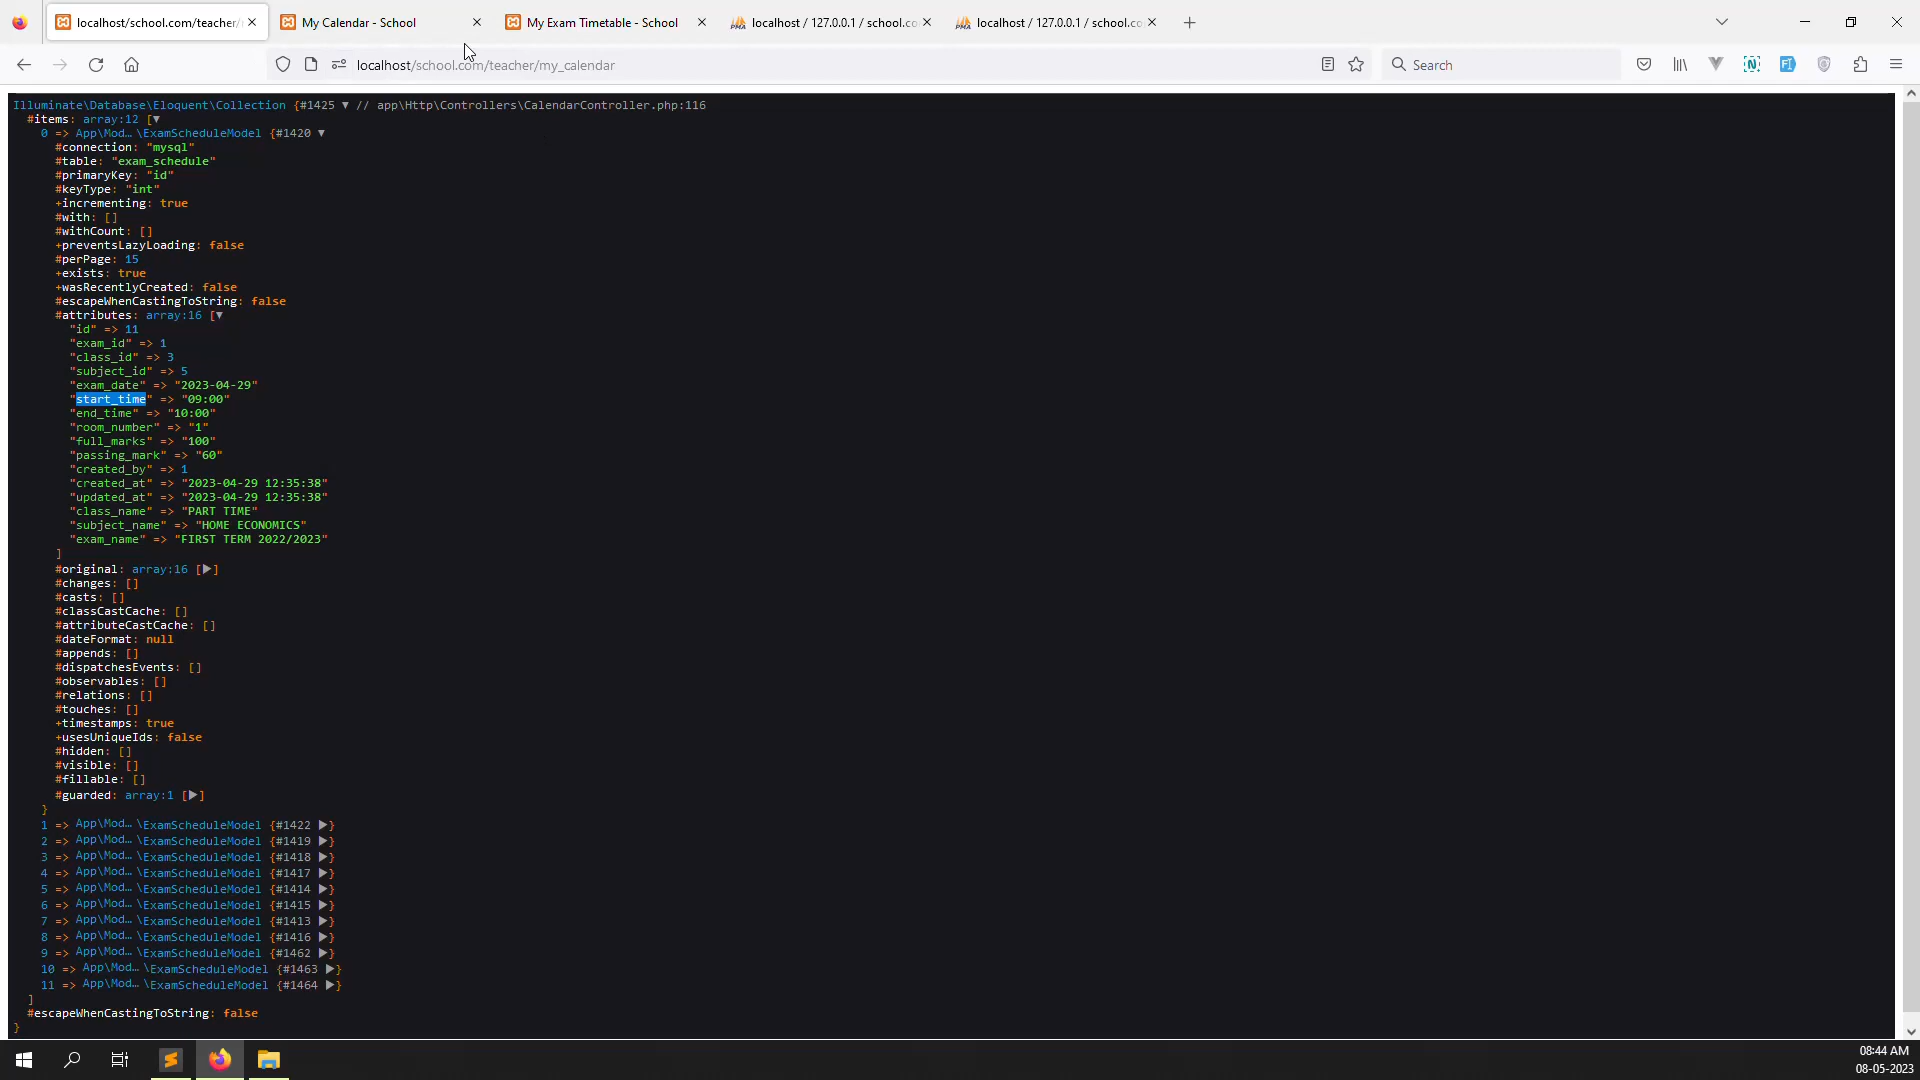 localhost/school.com/teacher/
My Calendar - School
My Exam Timetable - School
localhost / 127.0.0.1 / school.co
localhost / 127.0.0.1 / school.co
localhost/school.com/teacher/my_calendar
Search
Illuminate\Database\Eloquent\Collection {#1425 ▼ // app\Http\Controllers\CalendarController.php:116
#items: array:12 [▼
0 => App\Mod…\ExamScheduleModel {#1420 ▼
#connection: "mysql"
#table: "exam_schedule"
#primaryKey: "id"
#keyType: "int"
+incrementing: true
#with: []
#withCount: []
+preventsLazyLoading: false
#perPage: 15
+exists: true
+wasRecentlyCreated: false
#escapeWhenCastingToString: false
#attributes: array:16 [▼
"id" => 11
"exam_id" => 1
"class_id" => 3
"subject_id" => 5
"exam_date" => "2023-04-29"
"start_time" => "09:00"
"end_time" => "10:00"
"room_number" => "1"
"full_marks" => "100"
"passing_mark" => "60"
"created_by" => 1
"created_at" => "2023-04-29 12:35:38"
"updated_at" => "2023-04-29 12:35:38"
"class_name" => "PART TIME"
"subject_name" => "HOME ECONOMICS"
"exam_name" => "FIRST TERM 2022/2023"
]
#original: array:16 [▶]
#changes: []
#casts: []
#classCastCache: []
#attributeCastCache: []
#dateFormat: null
#appends: []
#dispatchesEvents: []
#observables: []
#relations: []
#touches: []
+timestamps: true
+usesUniqueIds: false
#hidden: []
#visible: []
#fillable: []
#guarded: array:1 [▶]
}
1 => App\Mod…\ExamScheduleModel {#1422 ▶}
2 => App\Mod…\ExamScheduleModel {#1419 ▶}
3 => App\Mod…\ExamScheduleModel {#1418 ▶}
4 => App\Mod…\ExamScheduleModel {#1417 ▶}
5 => App\Mod…\ExamScheduleModel {#1414 ▶}
6 => App\Mod…\ExamScheduleModel {#1415 ▶}
7 => App\Mod…\ExamScheduleModel {#1413 ▶}
8 => App\Mod…\ExamScheduleModel {#1416 ▶}
9 => App\Mod…\ExamScheduleModel {#1462 ▶}
10 => App\Mod…\ExamScheduleModel {#1463 ▶}
11 => App\Mod…\ExamScheduleModel {#1464 ▶}
]
#escapeWhenCastingToString: false
}
08:44 AM
08-05-2023